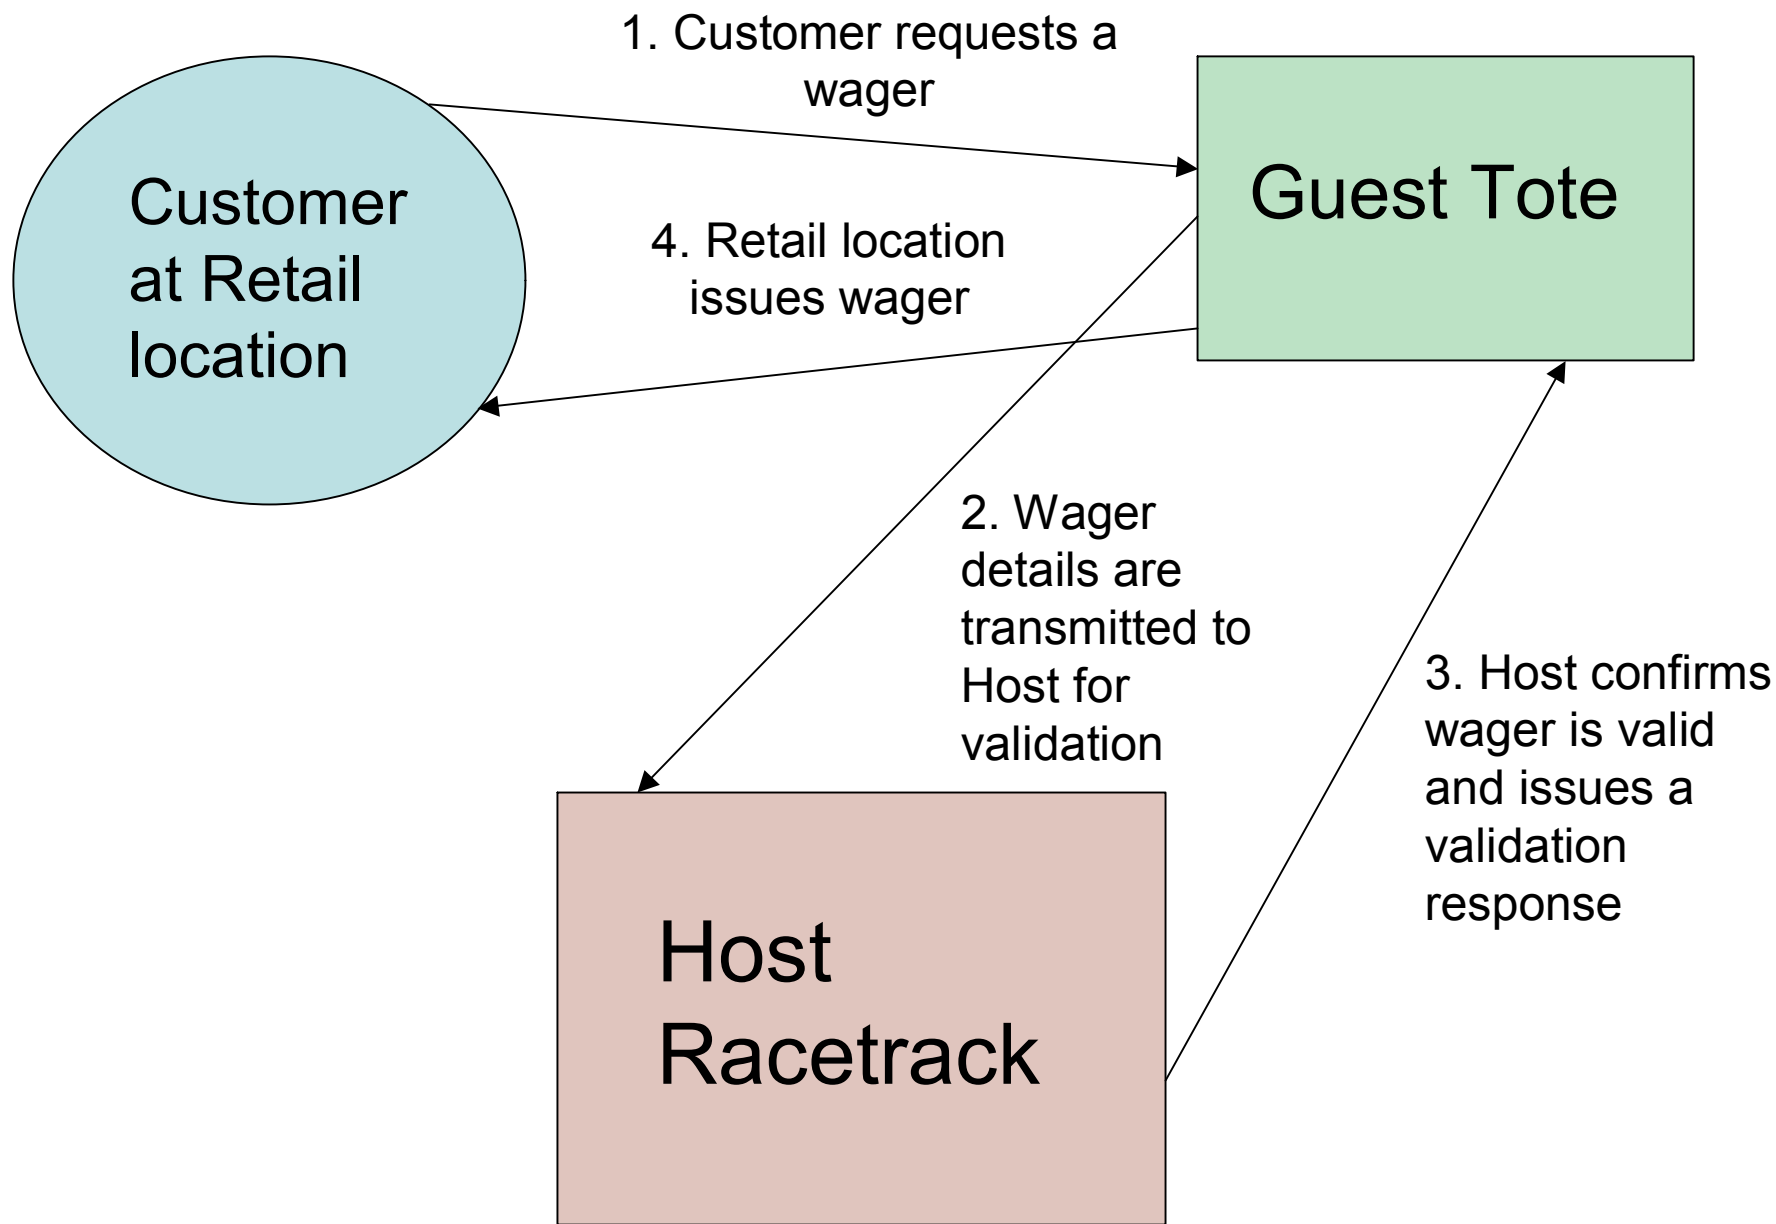 1. Customer requests a
wager
Customer
at Retail
location
Guest Tote
4. Retail location
issues wager
2. Wager
details are
transmitted to
Host for
validation
3. Host confirms
wager is valid
and issues a
validation
response
Host
Racetrack